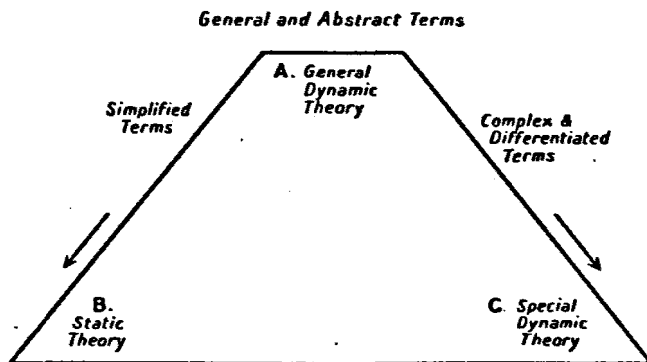 General and Abstract Terms
A. General
Dynamic
Theory
Simplified
Terms
Complex &
Differentiated
Terms
B.
Static
Theory
C. Special
Dynamic
Theory